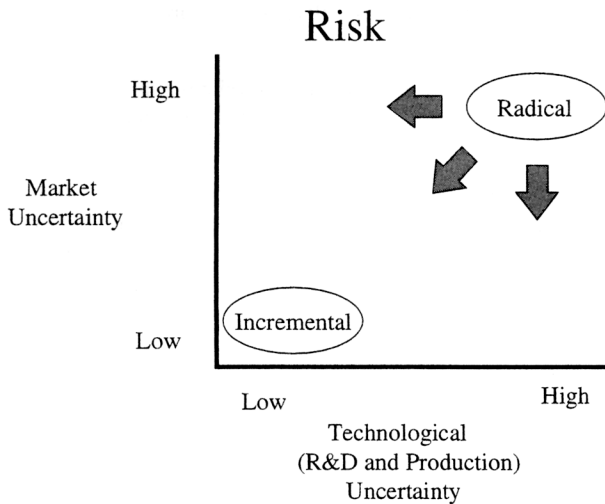 Risk
High
Radical
Market
Uncertainty
Incremental
Low
Low
High
Technological
(R&D and Production)
Uncertainty